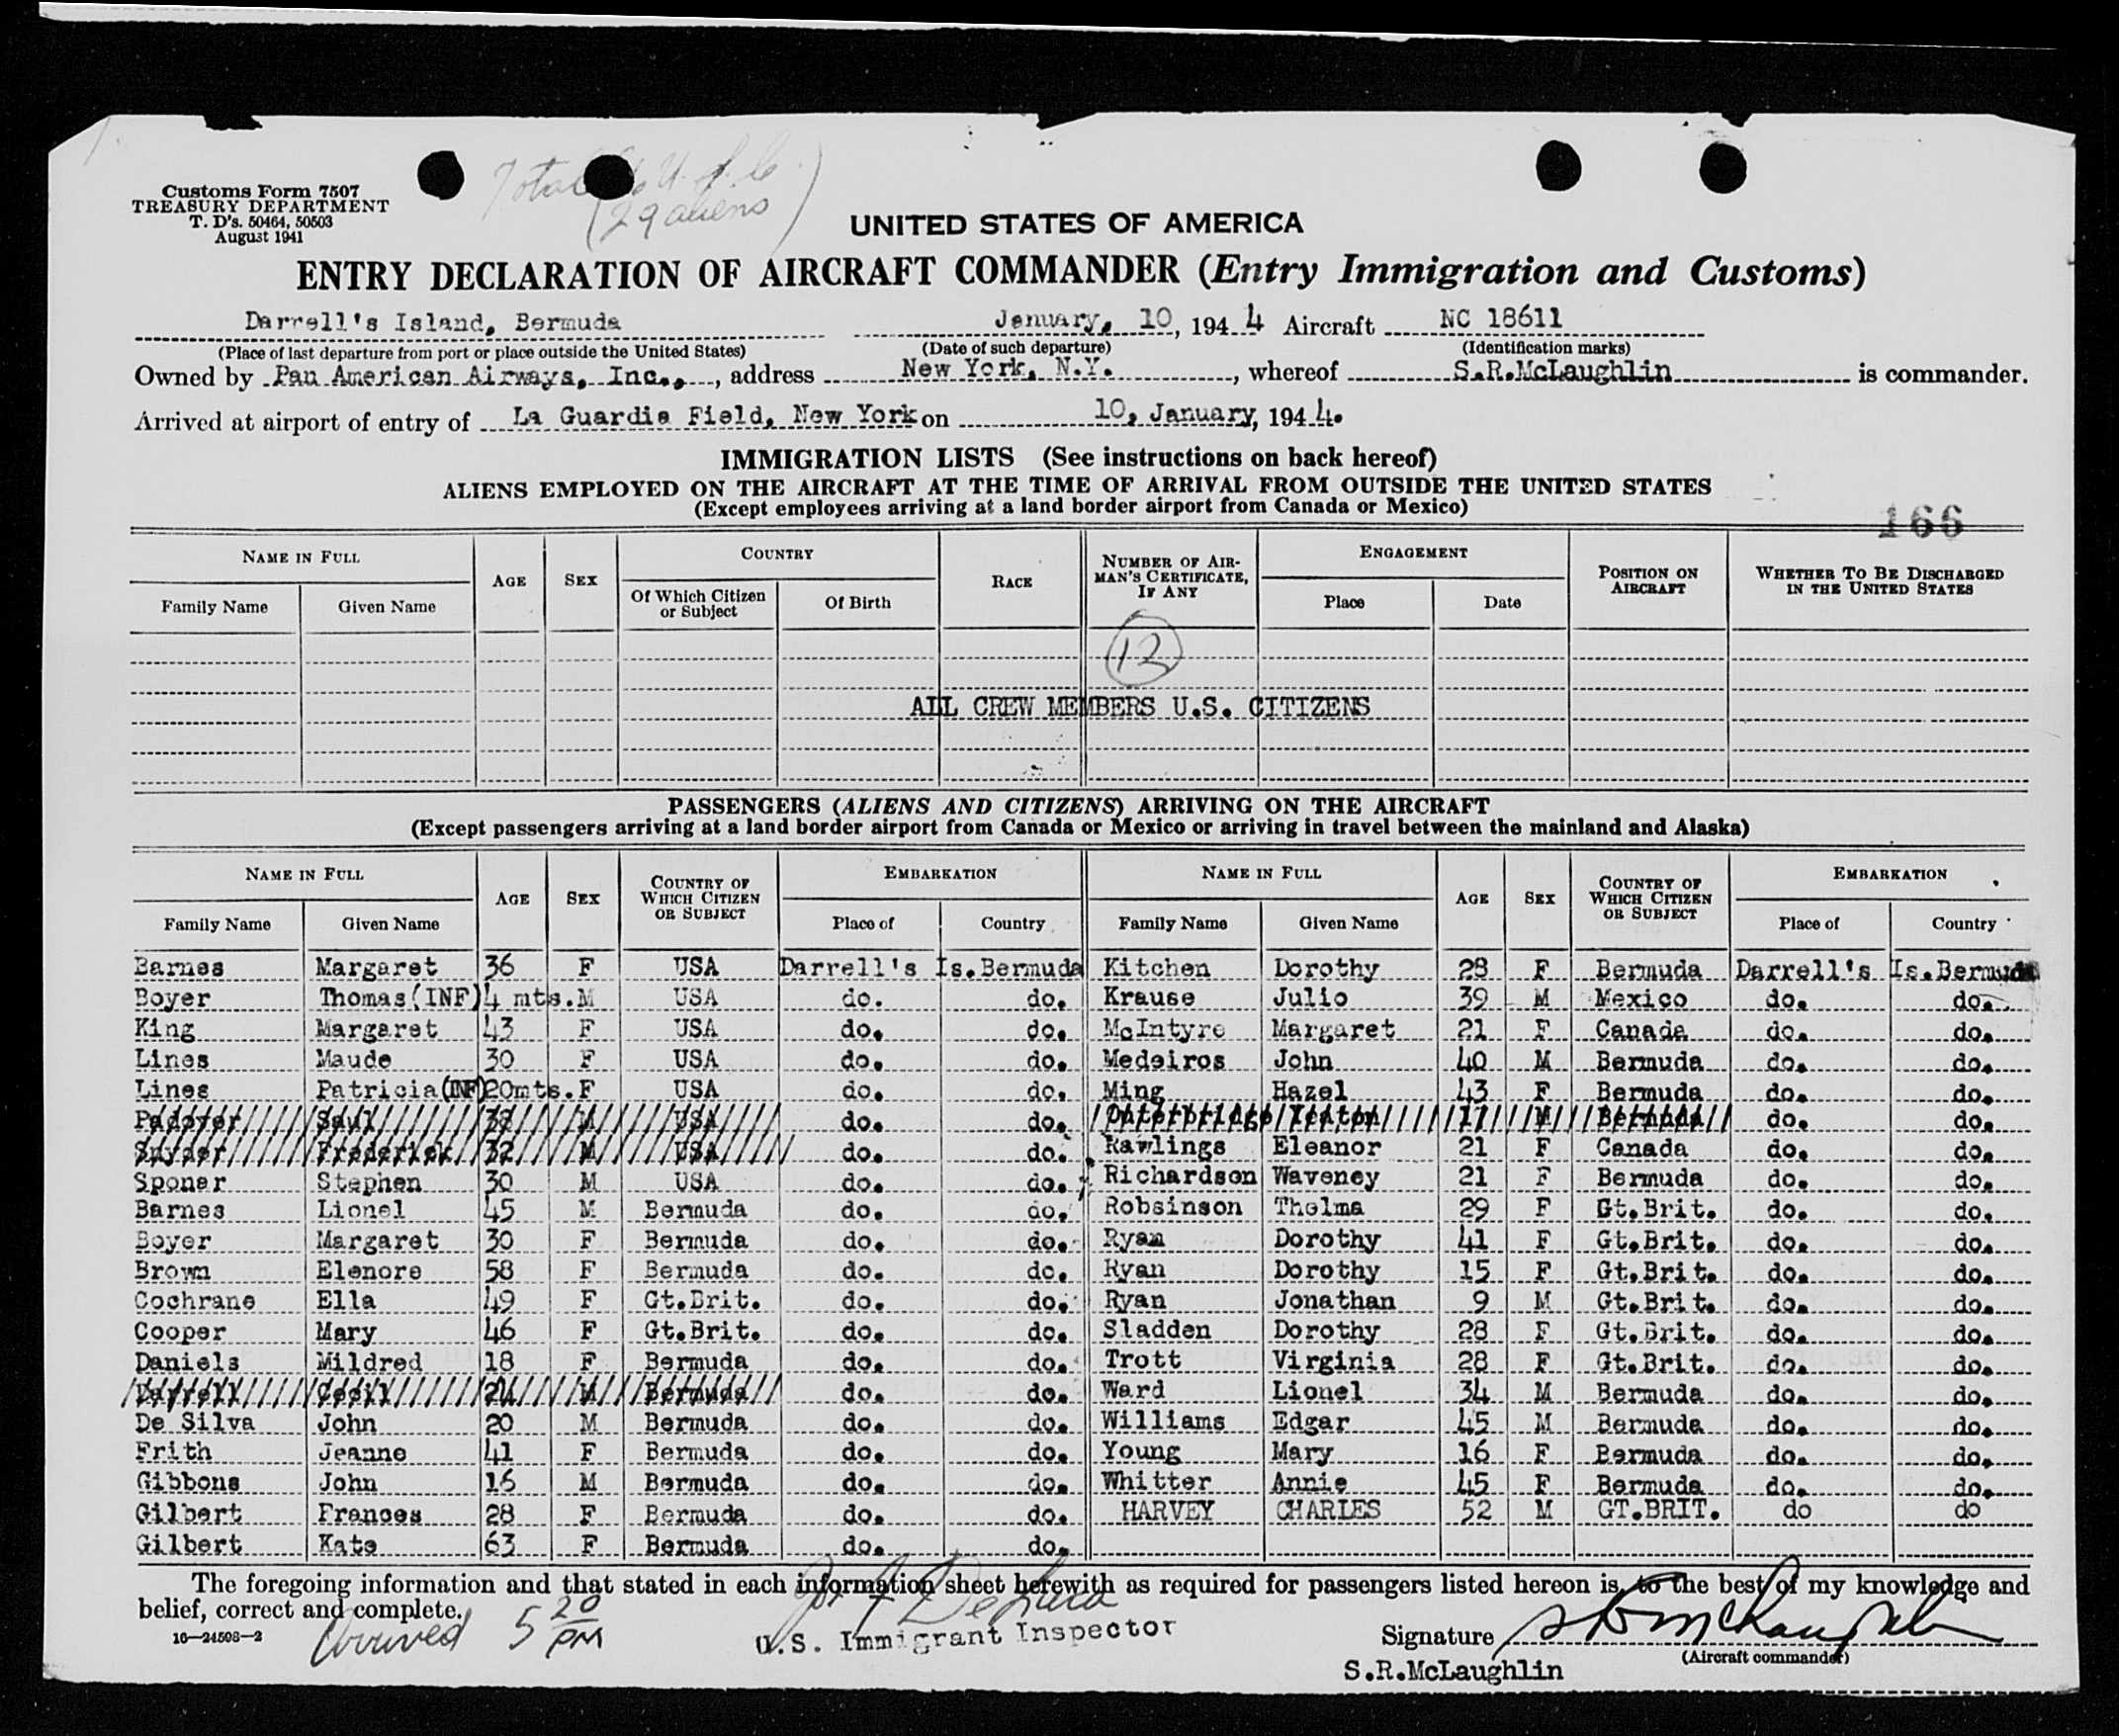 Total 6 U.S.C.
(29 aliens)
Customs Form 7507
TREASURY DEPARTMENT
T. D's. 50464, 50503
August 1941
UNITED STATES OF AMERICA
ENTRY DECLARATION OF AIRCRAFT COMMANDER (Entry Immigration and Customs)
Darrell's Island, Bermuda January, 10, 194 4 Aircraft NC 18611
(Place of last departure from port or place outside the United States) (Date of such departure) (Identification marks)
Owned by Pan American Airways, Inc., , address New York, N.Y. , whereof S.R.McLaughlin is commander.
Arrived at airport of entry of La Guardia Field, New York on 10, January, 194 4.
IMMIGRATION LISTS (See instructions on back hereof)
ALIENS EMPLOYED ON THE AIRCRAFT AT THE TIME OF ARRIVAL FROM OUTSIDE THE UNITED STATES
(Except employees arriving at a land border airport from Canada or Mexico)
166
NAME IN FULL AGE SEX COUNTRY RACE NUMBER OF AIRMAN'S CERTIFICATE, IF ANY ENGAGEMENT POSITION ON AIRCRAFT WHETHER TO BE DISCHARGED IN THE UNITED STATES
Family Name Given Name Of Which Citizen or Subject Of Birth Place Date
12
ALL CREW MEMBERS U.S. CITIZENS
PASSENGERS (ALIENS AND CITIZENS) ARRIVING ON THE AIRCRAFT
(Except passengers arriving at a land border airport from Canada or Mexico or arriving in travel between the mainland and Alaska)
NAME IN FULL AGE SEX COUNTRY OF WHICH CITIZEN OR SUBJECT EMBARKATION NAME IN FULL AGE SEX COUNTRY OF WHICH CITIZEN OR SUBJECT EMBARKATION
Family Name Given Name Place of Country Family Name Given Name Place of Country
Barnes Margaret 36 F USA Darrell's Is.Bermuda Kitchen Dorothy 28 F Bermuda Darrell's Is.Bermuda
Boyer Thomas(INF) 4 mts. M USA do. do. Krause Julio 39 M Mexico do. do.
King Margaret 43 F USA do. do. McIntyre Margaret 21 F Canada do. do.
Lines Maude 30 F USA do. do. Medeiros John 40 M Bermuda do. do.
Lines Patricia(INF) 20mts. F USA do. do. Ming Hazel 43 F Bermuda do. do.
Padover Saul 38 M USA do. do. Outerbridge Yeaton 17 M Bermuda do. do.
Snyder Frederick 32 M USA do. do. Rawlings Eleanor 21 F Canada do. do.
Sponer Stephen 30 M USA do. do. Richardson Waveney 21 F Bermuda do. do.
Barnes Lionel 45 M Bermuda do. do. Robsinson Thelma 29 F Gt.Brit. do. do.
Boyer Margaret 30 F Bermuda do. do. Ryan Dorothy 41 F Gt.Brit. do. do.
Brown Elenore 58 F Bermuda do. do. Ryan Dorothy 15 F Gt.Brit. do. do.
Cochrane Ella 49 F Gt.Brit. do. do. Ryan Jonathan 9 M Gt.Brit. do. do.
Cooper Mary 46 F Gt.Brit. do. do. Sladden Dorothy 28 F Gt.Brit. do. do.
Daniels Mildred 18 F Bermuda do. do. Trott Virginia 28 F Gt.Brit. do. do.
Darrell Cecil 24 M Bermuda do. do. Ward Lionel 34 M Bermuda do. do.
De Silva John 20 M Bermuda do. do. Williams Edgar 45 M Bermuda do. do.
Frith Jeanne 41 F Bermuda do. do. Young Mary 16 F Bermuda do. do.
Gibbons John 16 M Bermuda do. do. Whitter Annie 45 F Bermuda do. do.
Gilbert Frances 28 F Bermuda do. do. HARVEY CHARLES 52 M GT.BRIT. do do
Gilbert Kate 63 F Bermuda do. do.
The foregoing information and that stated in each information sheet herewith as required for passengers listed hereon is, to the best of my knowledge and
belief, correct and complete.
16—24508—2 Arrived 5 20 PM U.S. Immigrant Inspector Signature S R McLaughlin
(Aircraft commander)
S.R.McLaughlin